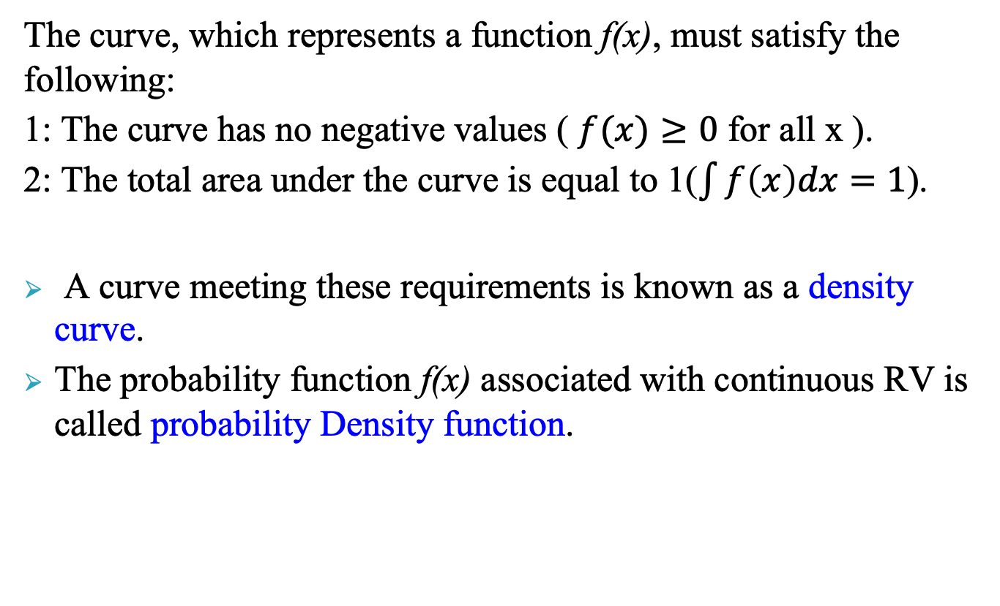 The curve, which represents a function f(x), must satisfy the
following:
1: The curve has no negative values ( f(x) ≥ 0 for all x ).
2: The total area under the curve is equal to 1(∫ f(x)dx = 1).
➢ A curve meeting these requirements is known as a density
curve.
➢ The probability function f(x) associated with continuous RV is
called probability Density function.